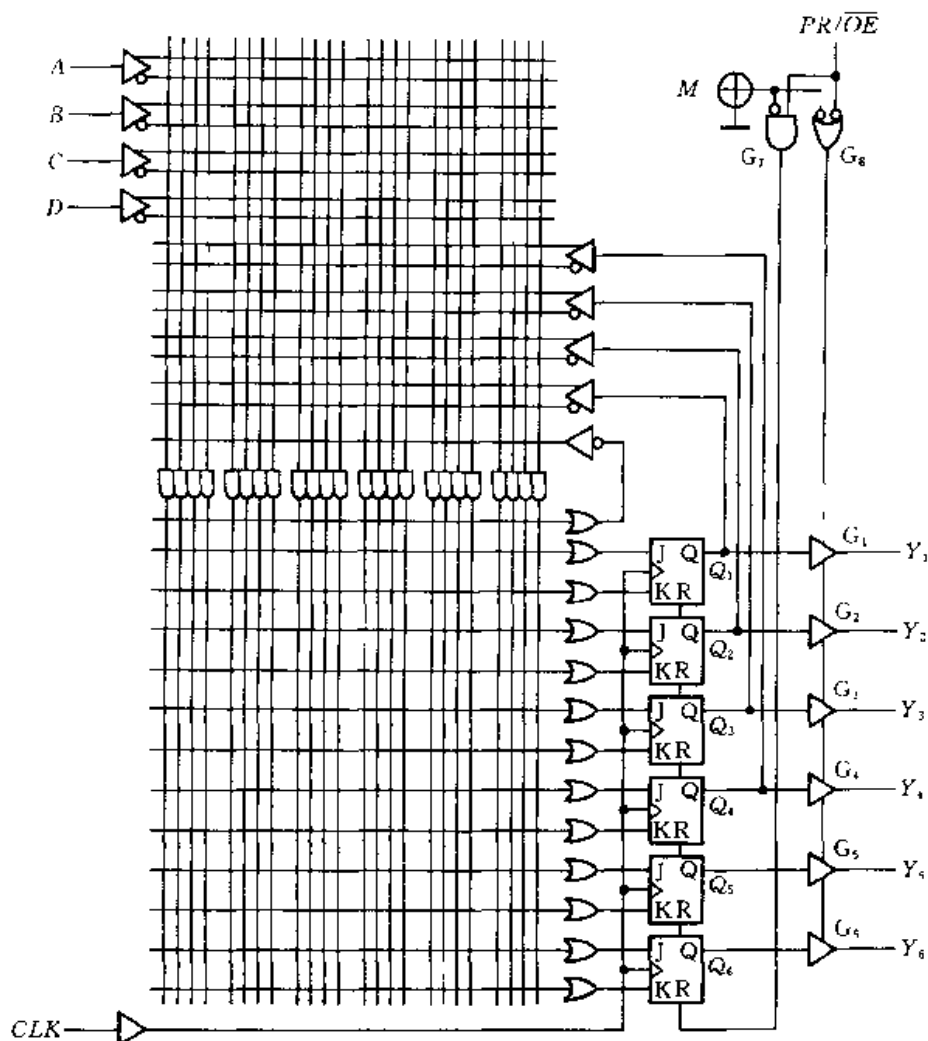 PR/OE
A
M
B
G₇
G₈
C
D
J Q
G₁
Y₁
Q₁
K R
J Q
G₂
Y₂
Q₂
K R
J Q
G₃
Y₃
Q₃
K R
J Q
G₄
Y₄
Q₄
K R
J Q
G₅
Y₅
Q₅
K R
J Q
Y₆
Q₆
K R
CLK